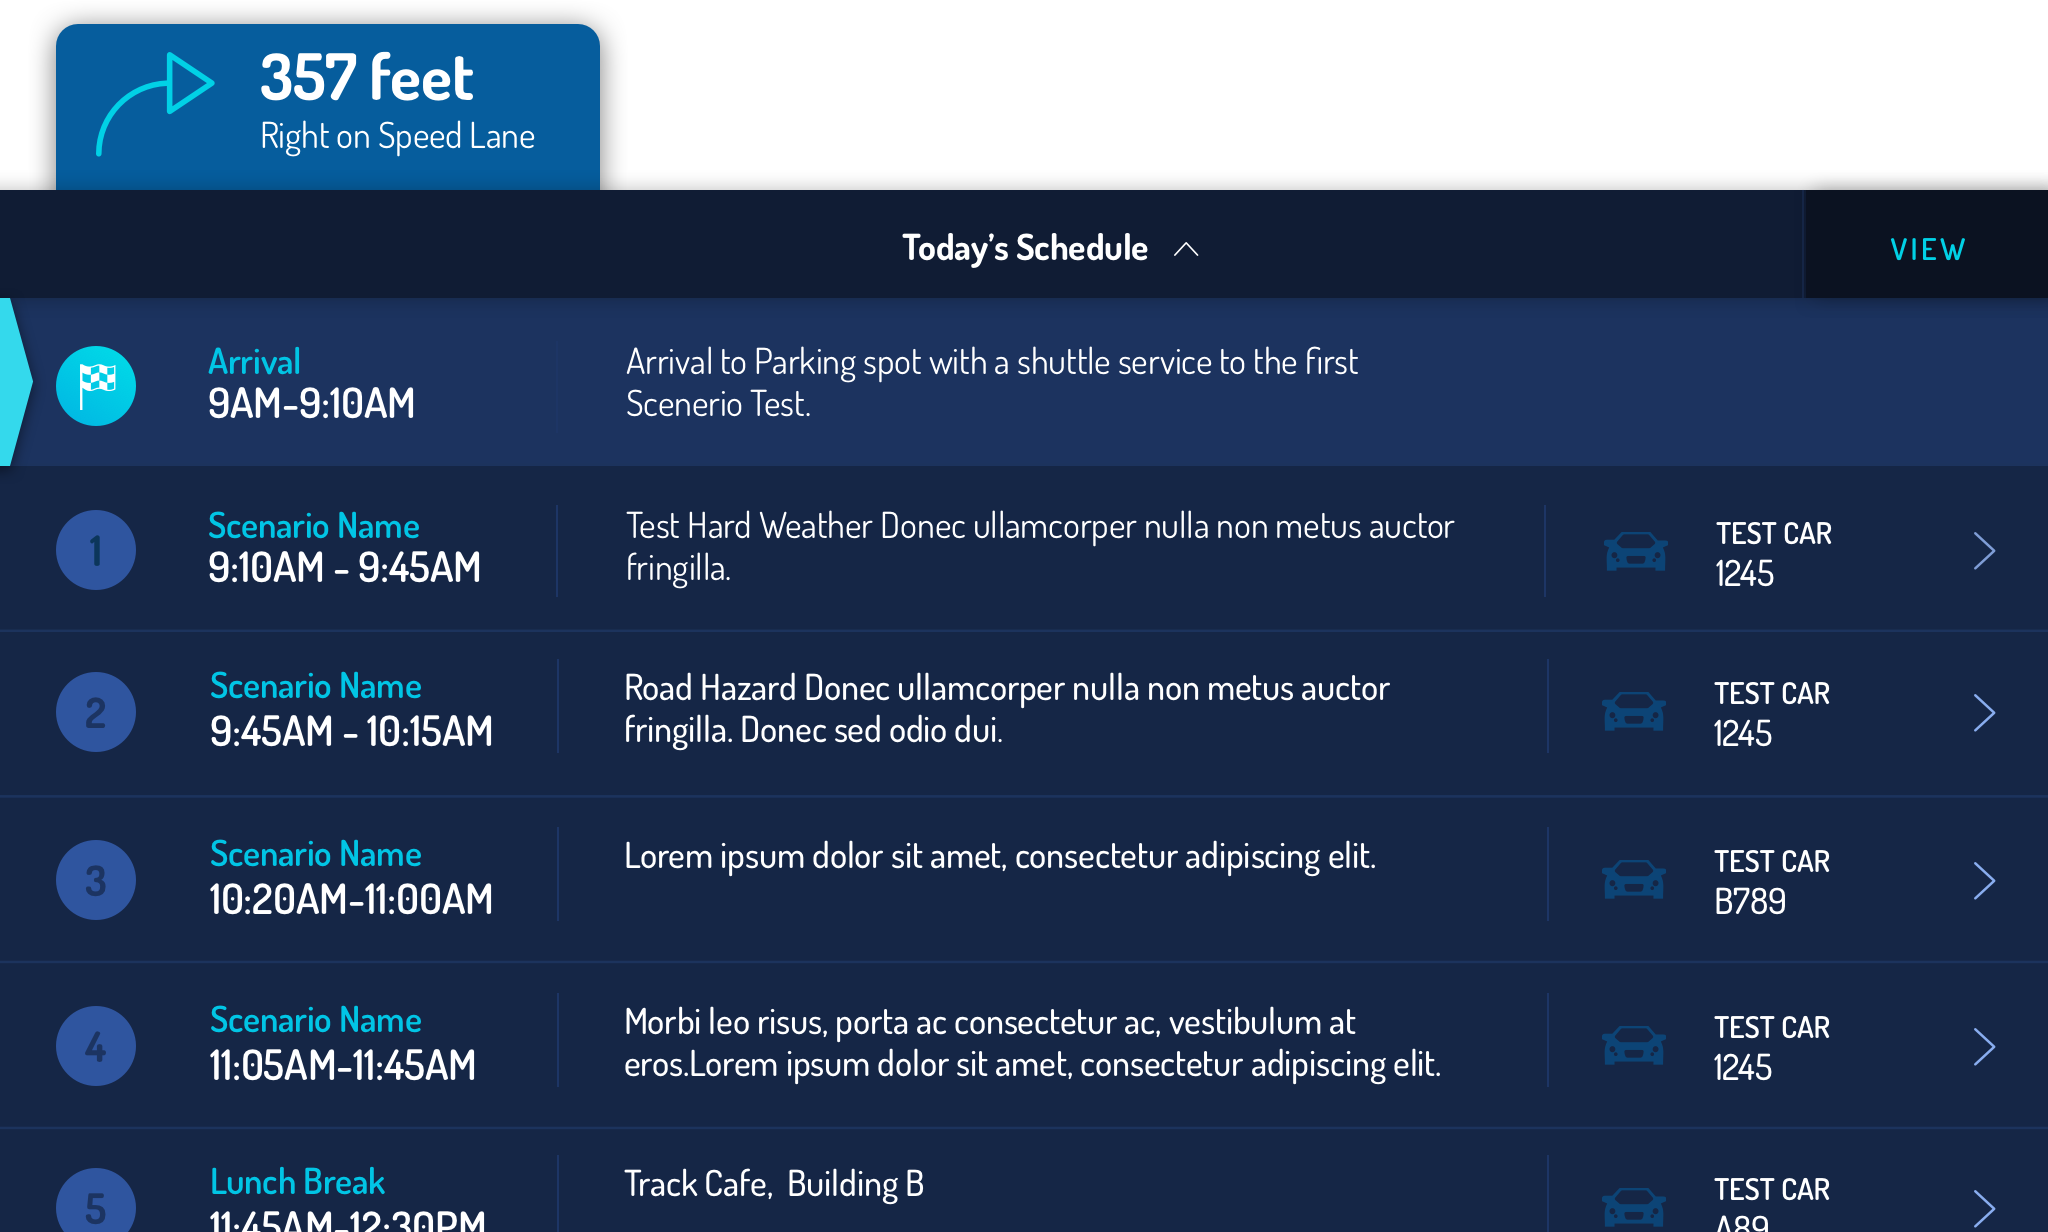 357 feet
Right on Speed Lane
Today’s Schedule
VIEW
Arrival
9AM-9:10AM
Arrival to Parking spot with a shuttle service to the first
Scenerio Test.
1
Scenario Name
9:10AM - 9:45AM
Test Hard Weather Donec ullamcorper nulla non metus auctor
fringilla.
TEST CAR
1245
2
Scenario Name
9:45AM - 10:15AM
Road Hazard Donec ullamcorper nulla non metus auctor
fringilla. Donec sed odio dui.
TEST CAR
1245
3
Scenario Name
10:20AM-11:00AM
Lorem ipsum dolor sit amet, consectetur adipiscing elit.
TEST CAR
B789
4
Scenario Name
11:05AM-11:45AM
Morbi leo risus, porta ac consectetur ac, vestibulum at
eros.Lorem ipsum dolor sit amet, consectetur adipiscing elit.
TEST CAR
1245
5
Lunch Break
11:45AM-12:30PM
Track Cafe, Building B
TEST CAR
A89